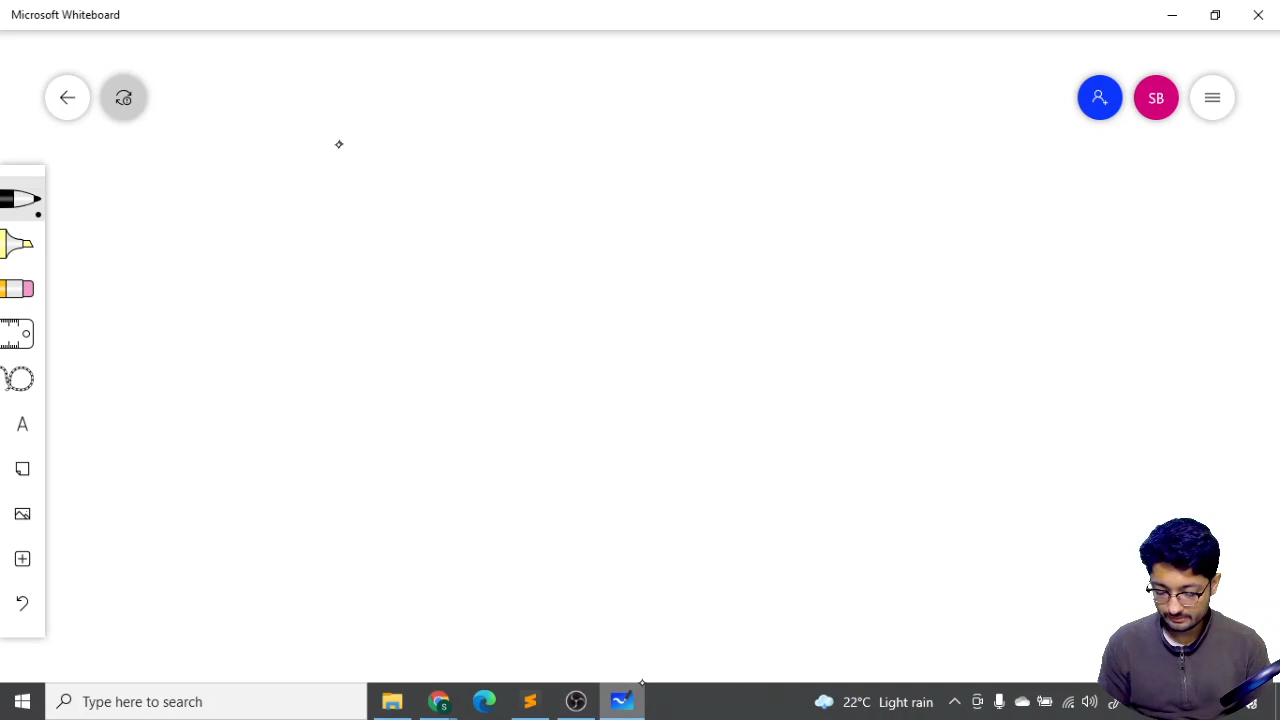 Microsoft Whiteboard
SB
A
Type here to search
22°C Light rain